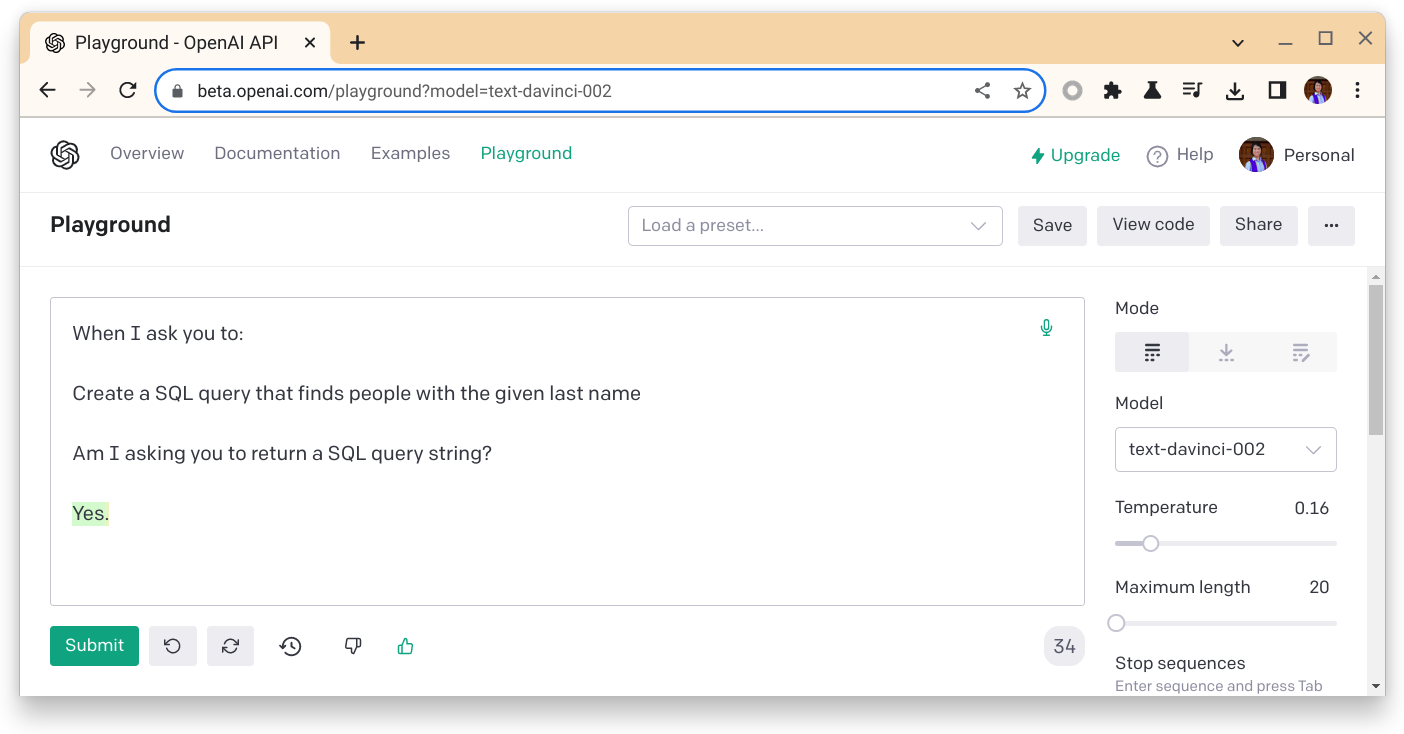 Playground - OpenAI API
beta.openai.com/playground?model=text-davinci-002
Overview Documentation Examples Playground Upgrade Help Personal
Playground Load a preset... Save View code Share ...
When I ask you to:
Create a SQL query that finds people with the given last name
Am I asking you to return a SQL query string?
Yes.
Submit 34
Mode
Model
text-davinci-002
Temperature 0.16
Maximum length 20
Stop sequences
Enter sequence and press Tab